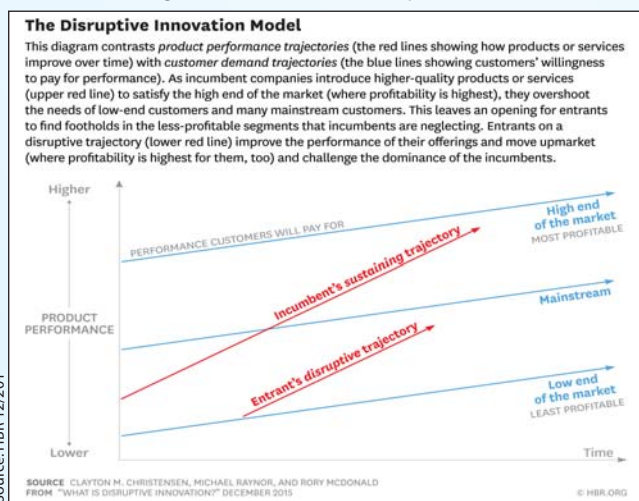 The Disruptive Innovation Model
This diagram contrasts product performance trajectories (the red lines showing how products or services
improve over time) with customer demand trajectories (the blue lines showing customers' willingness
to pay for performance). As incumbent companies introduce higher-quality products or services
(upper red line) to satisfy the high end of the market (where profitability is highest), they overshoot
the needs of low-end customers and many mainstream customers. This leaves an opening for entrants
to find footholds in the less-profitable segments that incumbents are neglecting. Entrants on a
disruptive trajectory (lower red line) improve the performance of their offerings and move upmarket
(where profitability is highest for them, too) and challenge the dominance of the incumbents.
Higher
PERFORMANCE CUSTOMERS WILL PAY FOR
High end
of the market
MOST PROFITABLE
Incumbent's sustaining trajectory
Mainstream
PRODUCT
PERFORMANCE
Entrant's disruptive trajectory
Low end
of the market
LEAST PROFITABLE
Lower
Time
SOURCE CLAYTON M. CHRISTENSEN, MICHAEL RAYNOR, AND RORY MCDONALD
FROM "WHAT IS DISRUPTIVE INNOVATION?" DECEMBER 2015
© HBR.ORG
HBR 12/201